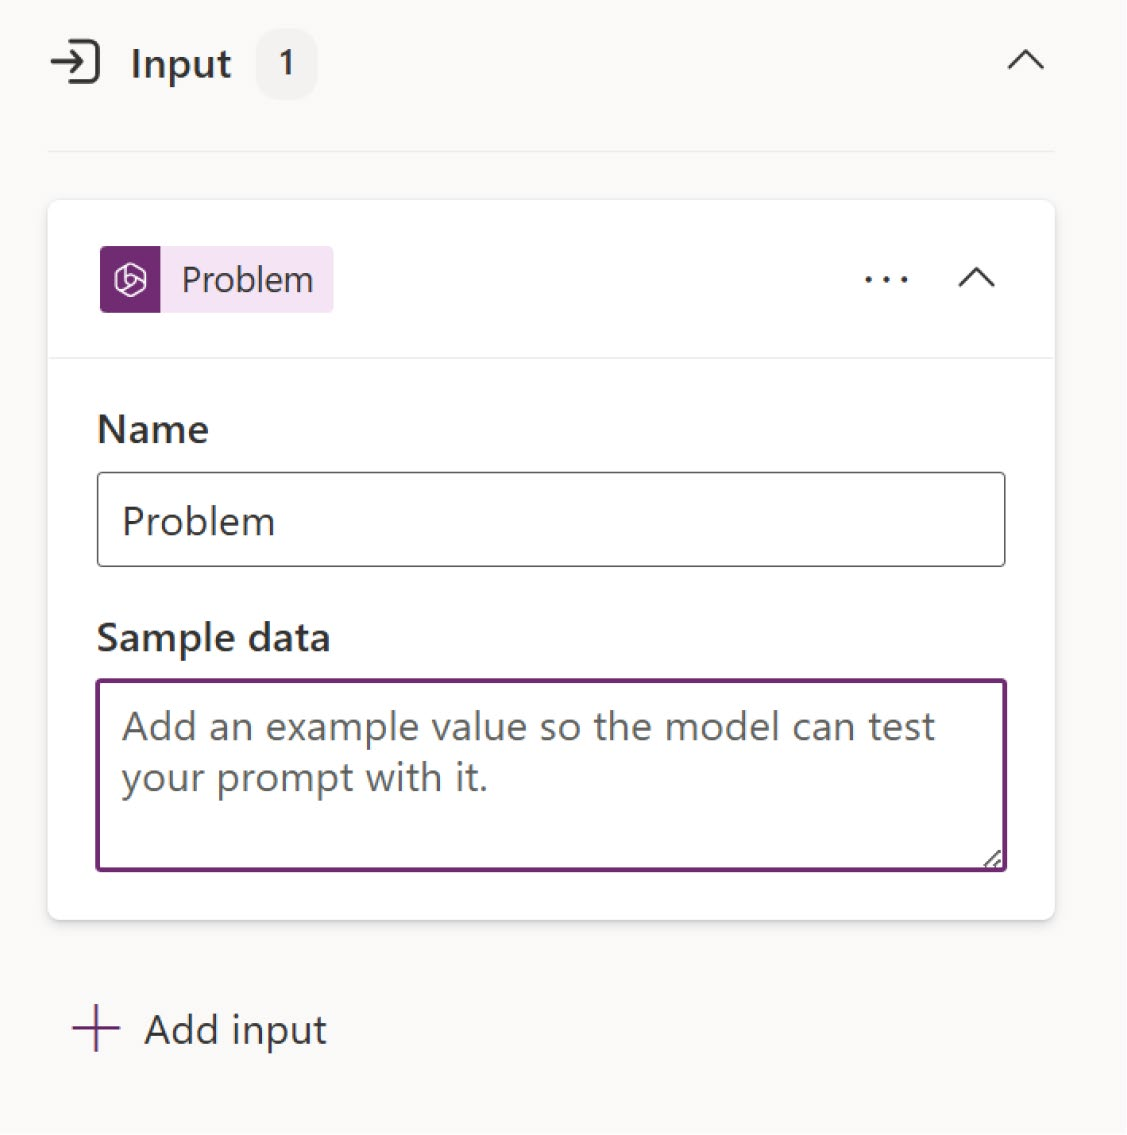 Input 1
Problem ...
Name
Problem
Sample data
Add an example value so the model can test
your prompt with it.
Add input